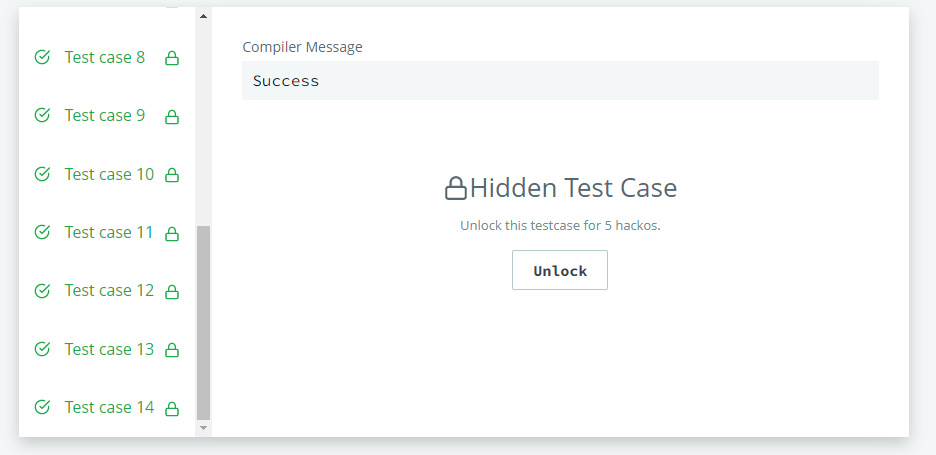 Test case 8
Test case 9
Test case 10
Test case 11
Test case 12
Test case 13
Test case 14
Compiler Message
Success
Hidden Test Case
Unlock this testcase for 5 hackos.
Unlock